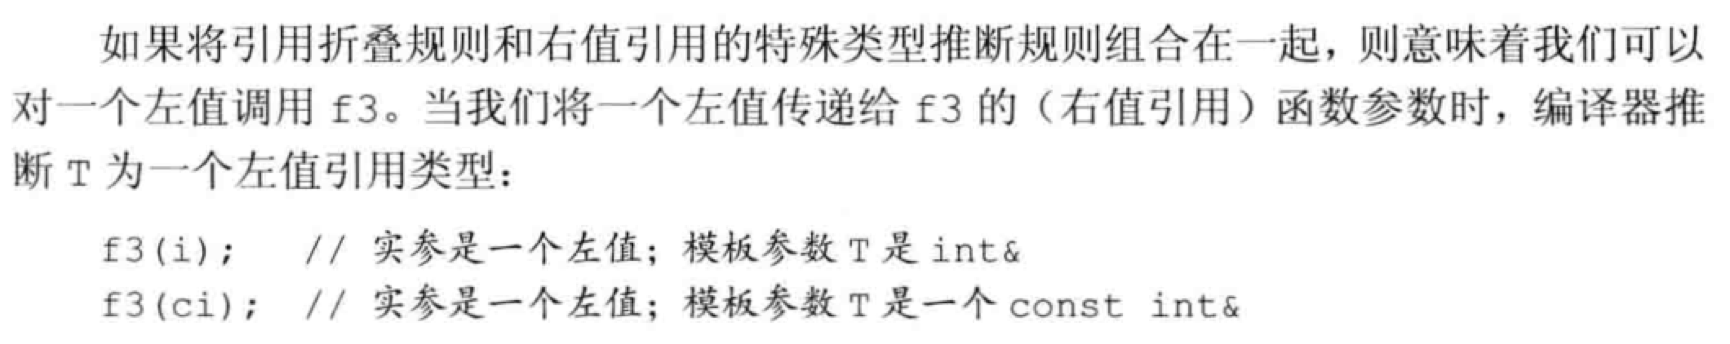 如果将引用折叠规则和右值引用的特殊类型推断规则组合在一起，则意味着我们可以
对一个左值调用 f3。当我们将一个左值传递给 f3 的（右值引用）函数参数时，编译器推
断 T 为一个左值引用类型：
f3(i);   // 实参是一个左值；模板参数 T 是 int&
f3(ci);  // 实参是一个左值；模板参数 T 是一个 const int&